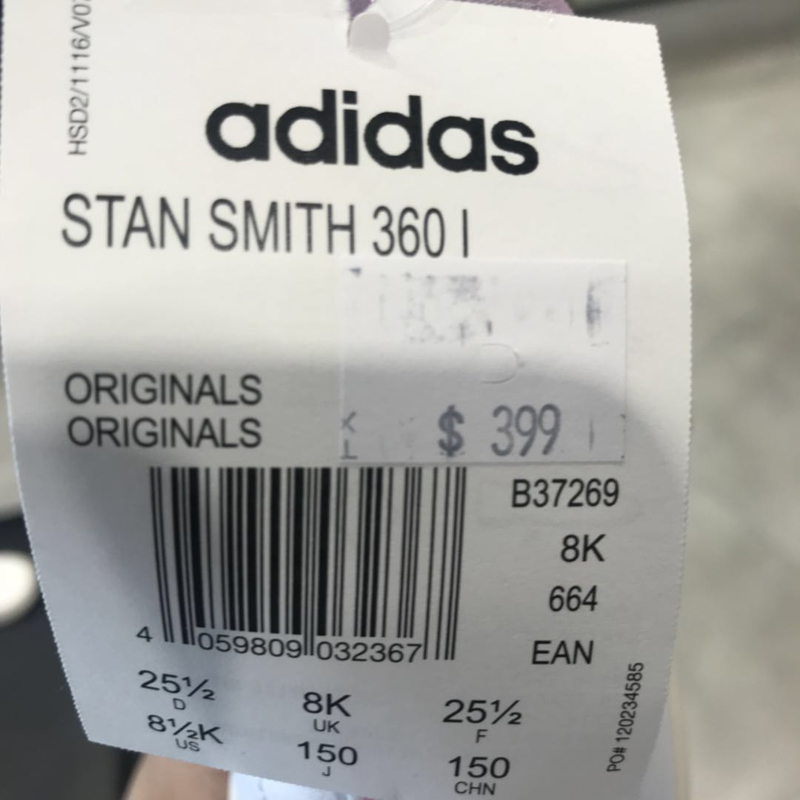 HSD2/1116/V02
adidas
STAN SMITH 360 I
ORIGINALS
ORIGINALS
$ 399
B37269
8K
664
EAN
4 059809 032367
25½ 8K 25½
D UK F
8½K 150 150
US J CHN
PO# 120234585